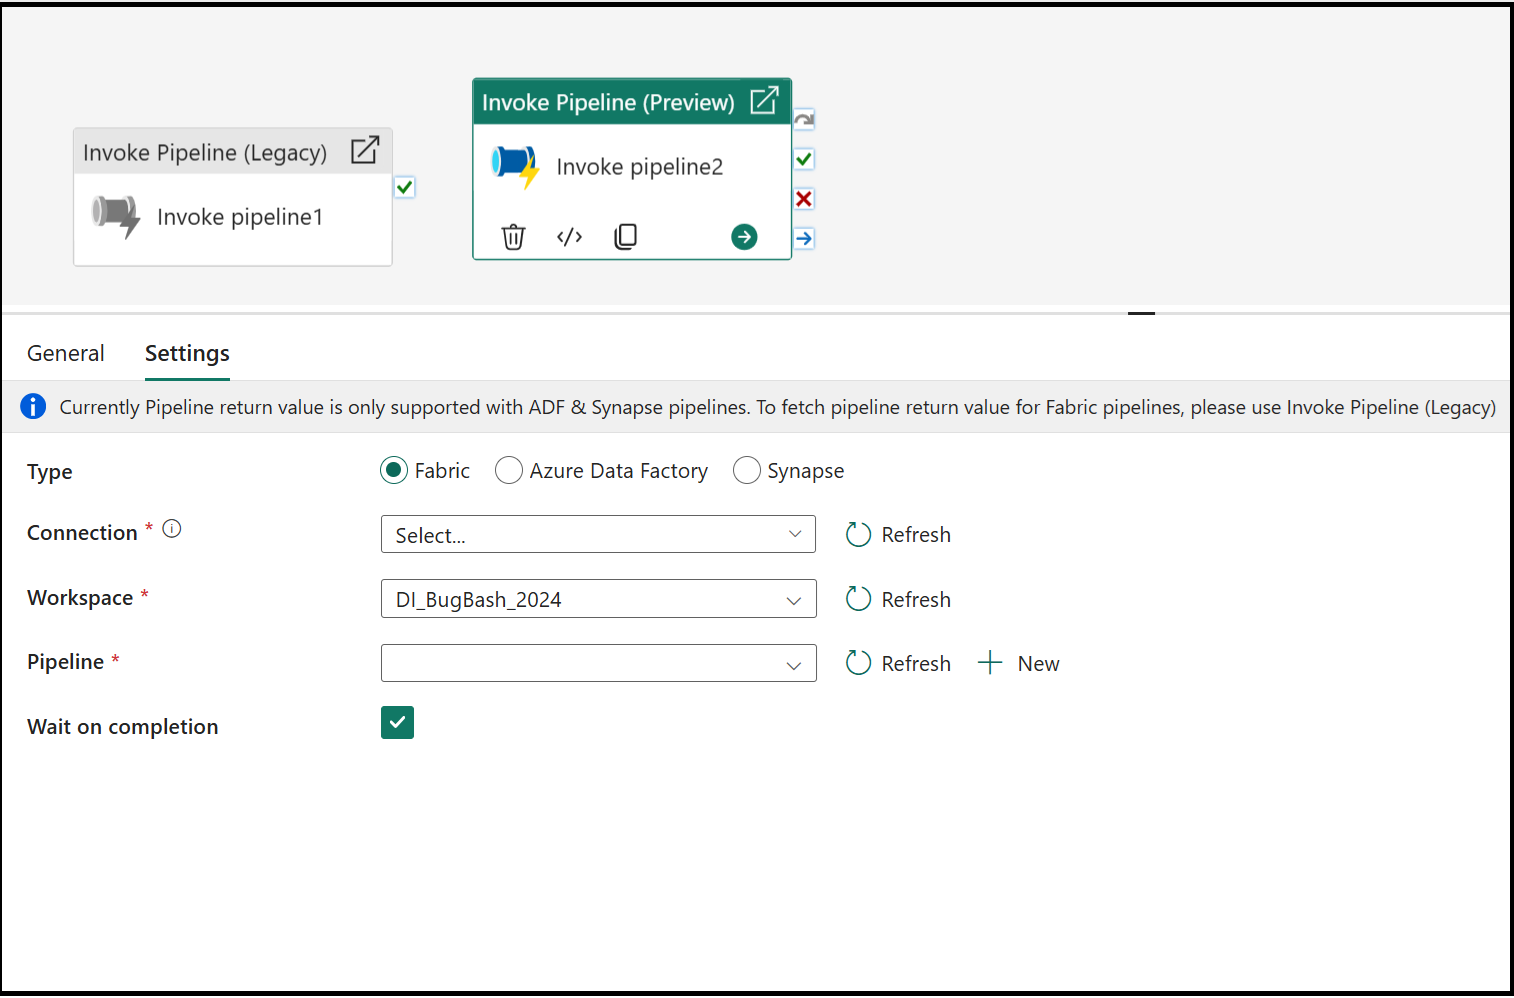 Invoke Pipeline (Legacy)
Invoke pipeline1
Invoke Pipeline (Preview)
Invoke pipeline2
General Settings
Currently Pipeline return value is only supported with ADF & Synapse pipelines. To fetch pipeline return value for Fabric pipelines, please use Invoke Pipeline (Legacy)
Type Fabric Azure Data Factory Synapse
Connection * Select... Refresh
Workspace * DI_BugBash_2024 Refresh
Pipeline * Refresh New
Wait on completion